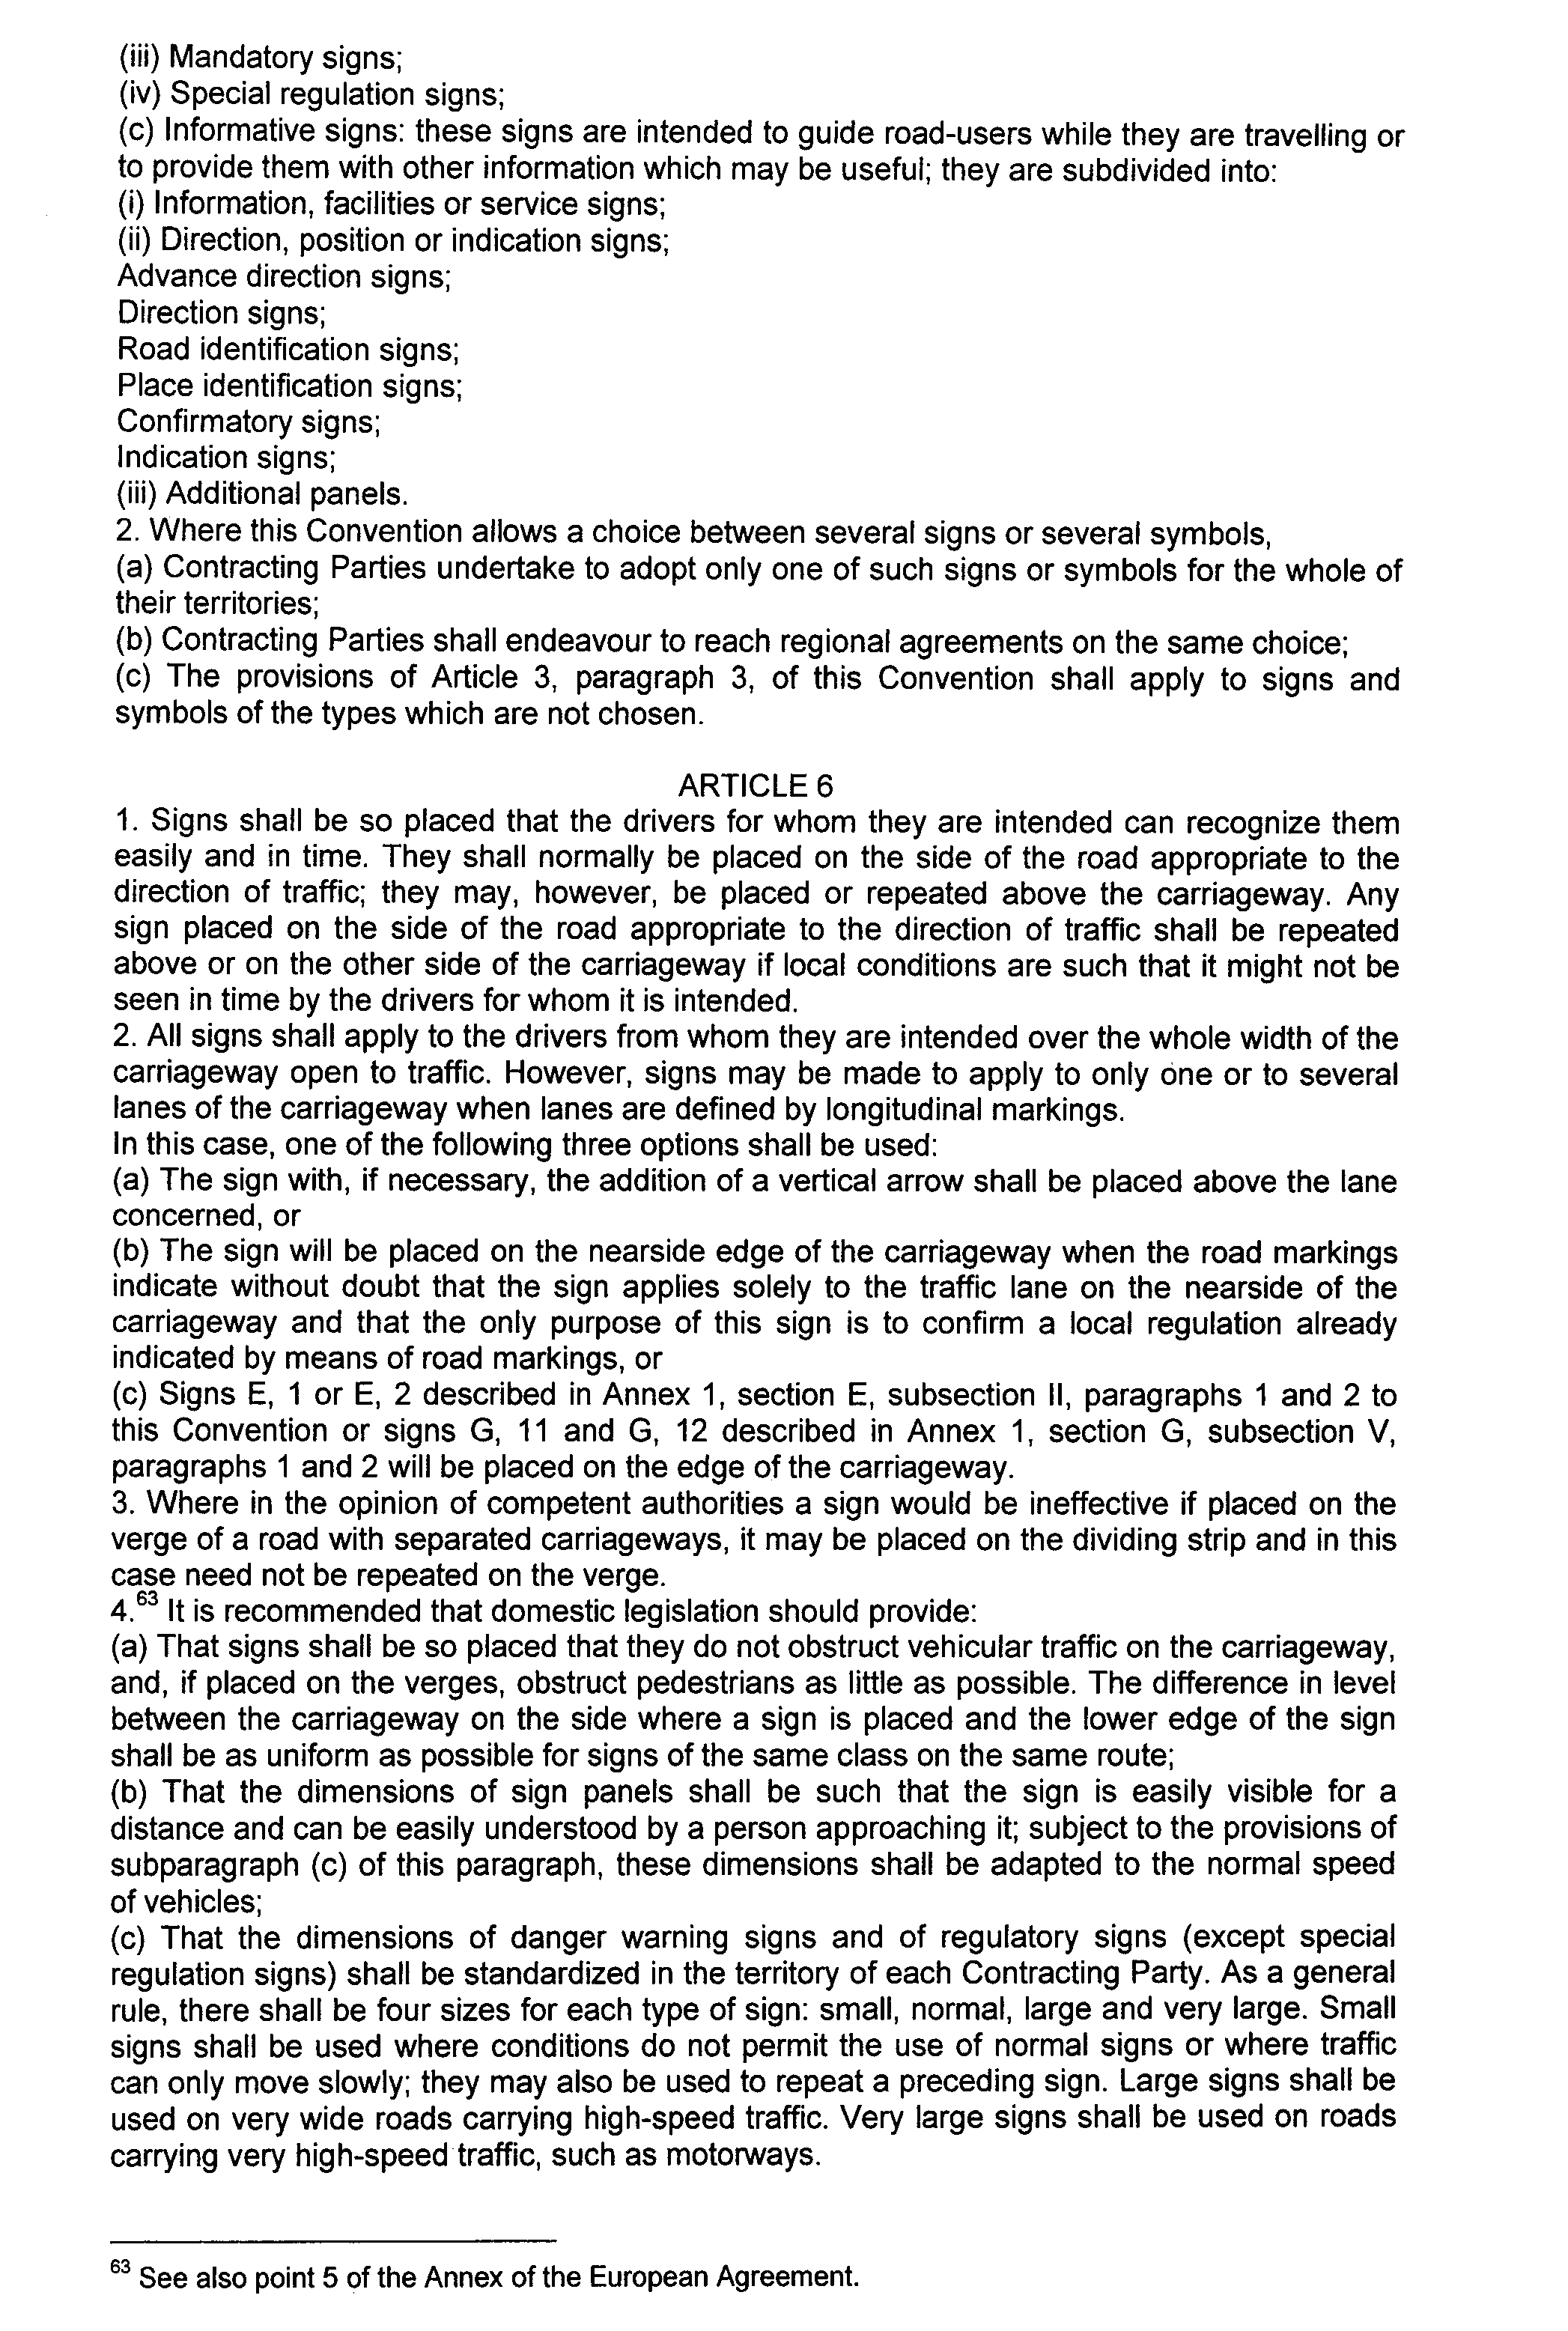 (iii) Mandatory signs;
(iv) Special regulation signs;
(c) Informative signs: these signs are intended to guide road-users while they are travelling or
to provide them with other information which may be useful; they are subdivided into:
(i) Information, facilities or service signs;
(ii) Direction, position or indication signs;
Advance direction signs;
Direction signs;
Road identification signs;
Place identification signs;
Confirmatory signs;
Indication signs;
(iii) Additional panels.
2. Where this Convention allows a choice between several signs or several symbols,
(a) Contracting Parties undertake to adopt only one of such signs or symbols for the whole of
their territories;
(b) Contracting Parties shall endeavour to reach regional agreements on the same choice;
(c) The provisions of Article 3, paragraph 3, of this Convention shall apply to signs and
symbols of the types which are not chosen.
ARTICLE 6
1. Signs shall be so placed that the drivers for whom they are intended can recognize them
easily and in time. They shall normally be placed on the side of the road appropriate to the
direction of traffic; they may, however, be placed or repeated above the carriageway. Any
sign placed on the side of the road appropriate to the direction of traffic shall be repeated
above or on the other side of the carriageway if local conditions are such that it might not be
seen in time by the drivers for whom it is intended.
2. All signs shall apply to the drivers from whom they are intended over the whole width of the
carriageway open to traffic. However, signs may be made to apply to only one or to several
lanes of the carriageway when lanes are defined by longitudinal markings.
In this case, one of the following three options shall be used:
(a) The sign with, if necessary, the addition of a vertical arrow shall be placed above the lane
concerned, or
(b) The sign will be placed on the nearside edge of the carriageway when the road markings
indicate without doubt that the sign applies solely to the traffic lane on the nearside of the
carriageway and that the only purpose of this sign is to confirm a local regulation already
indicated by means of road markings, or
(c) Signs E, 1 or E, 2 described in Annex 1, section E, subsection II, paragraphs 1 and 2 to
this Convention or signs G, 11 and G, 12 described in Annex 1, section G, subsection V,
paragraphs 1 and 2 will be placed on the edge of the carriageway.
3. Where in the opinion of competent authorities a sign would be ineffective if placed on the
verge of a road with separated carriageways, it may be placed on the dividing strip and in this
case need not be repeated on the verge.
4.63 It is recommended that domestic legislation should provide:
(a) That signs shall be so placed that they do not obstruct vehicular traffic on the carriageway,
and, if placed on the verges, obstruct pedestrians as little as possible. The difference in level
between the carriageway on the side where a sign is placed and the lower edge of the sign
shall be as uniform as possible for signs of the same class on the same route;
(b) That the dimensions of sign panels shall be such that the sign is easily visible for a
distance and can be easily understood by a person approaching it; subject to the provisions of
subparagraph (c) of this paragraph, these dimensions shall be adapted to the normal speed
of vehicles;
(c) That the dimensions of danger warning signs and of regulatory signs (except special
regulation signs) shall be standardized in the territory of each Contracting Party. As a general
rule, there shall be four sizes for each type of sign: small, normal, large and very large. Small
signs shall be used where conditions do not permit the use of normal signs or where traffic
can only move slowly; they may also be used to repeat a preceding sign. Large signs shall be
used on very wide roads carrying high-speed traffic. Very large signs shall be used on roads
carrying very high-speed traffic, such as motorways.
63 See also point 5 of the Annex of the European Agreement.